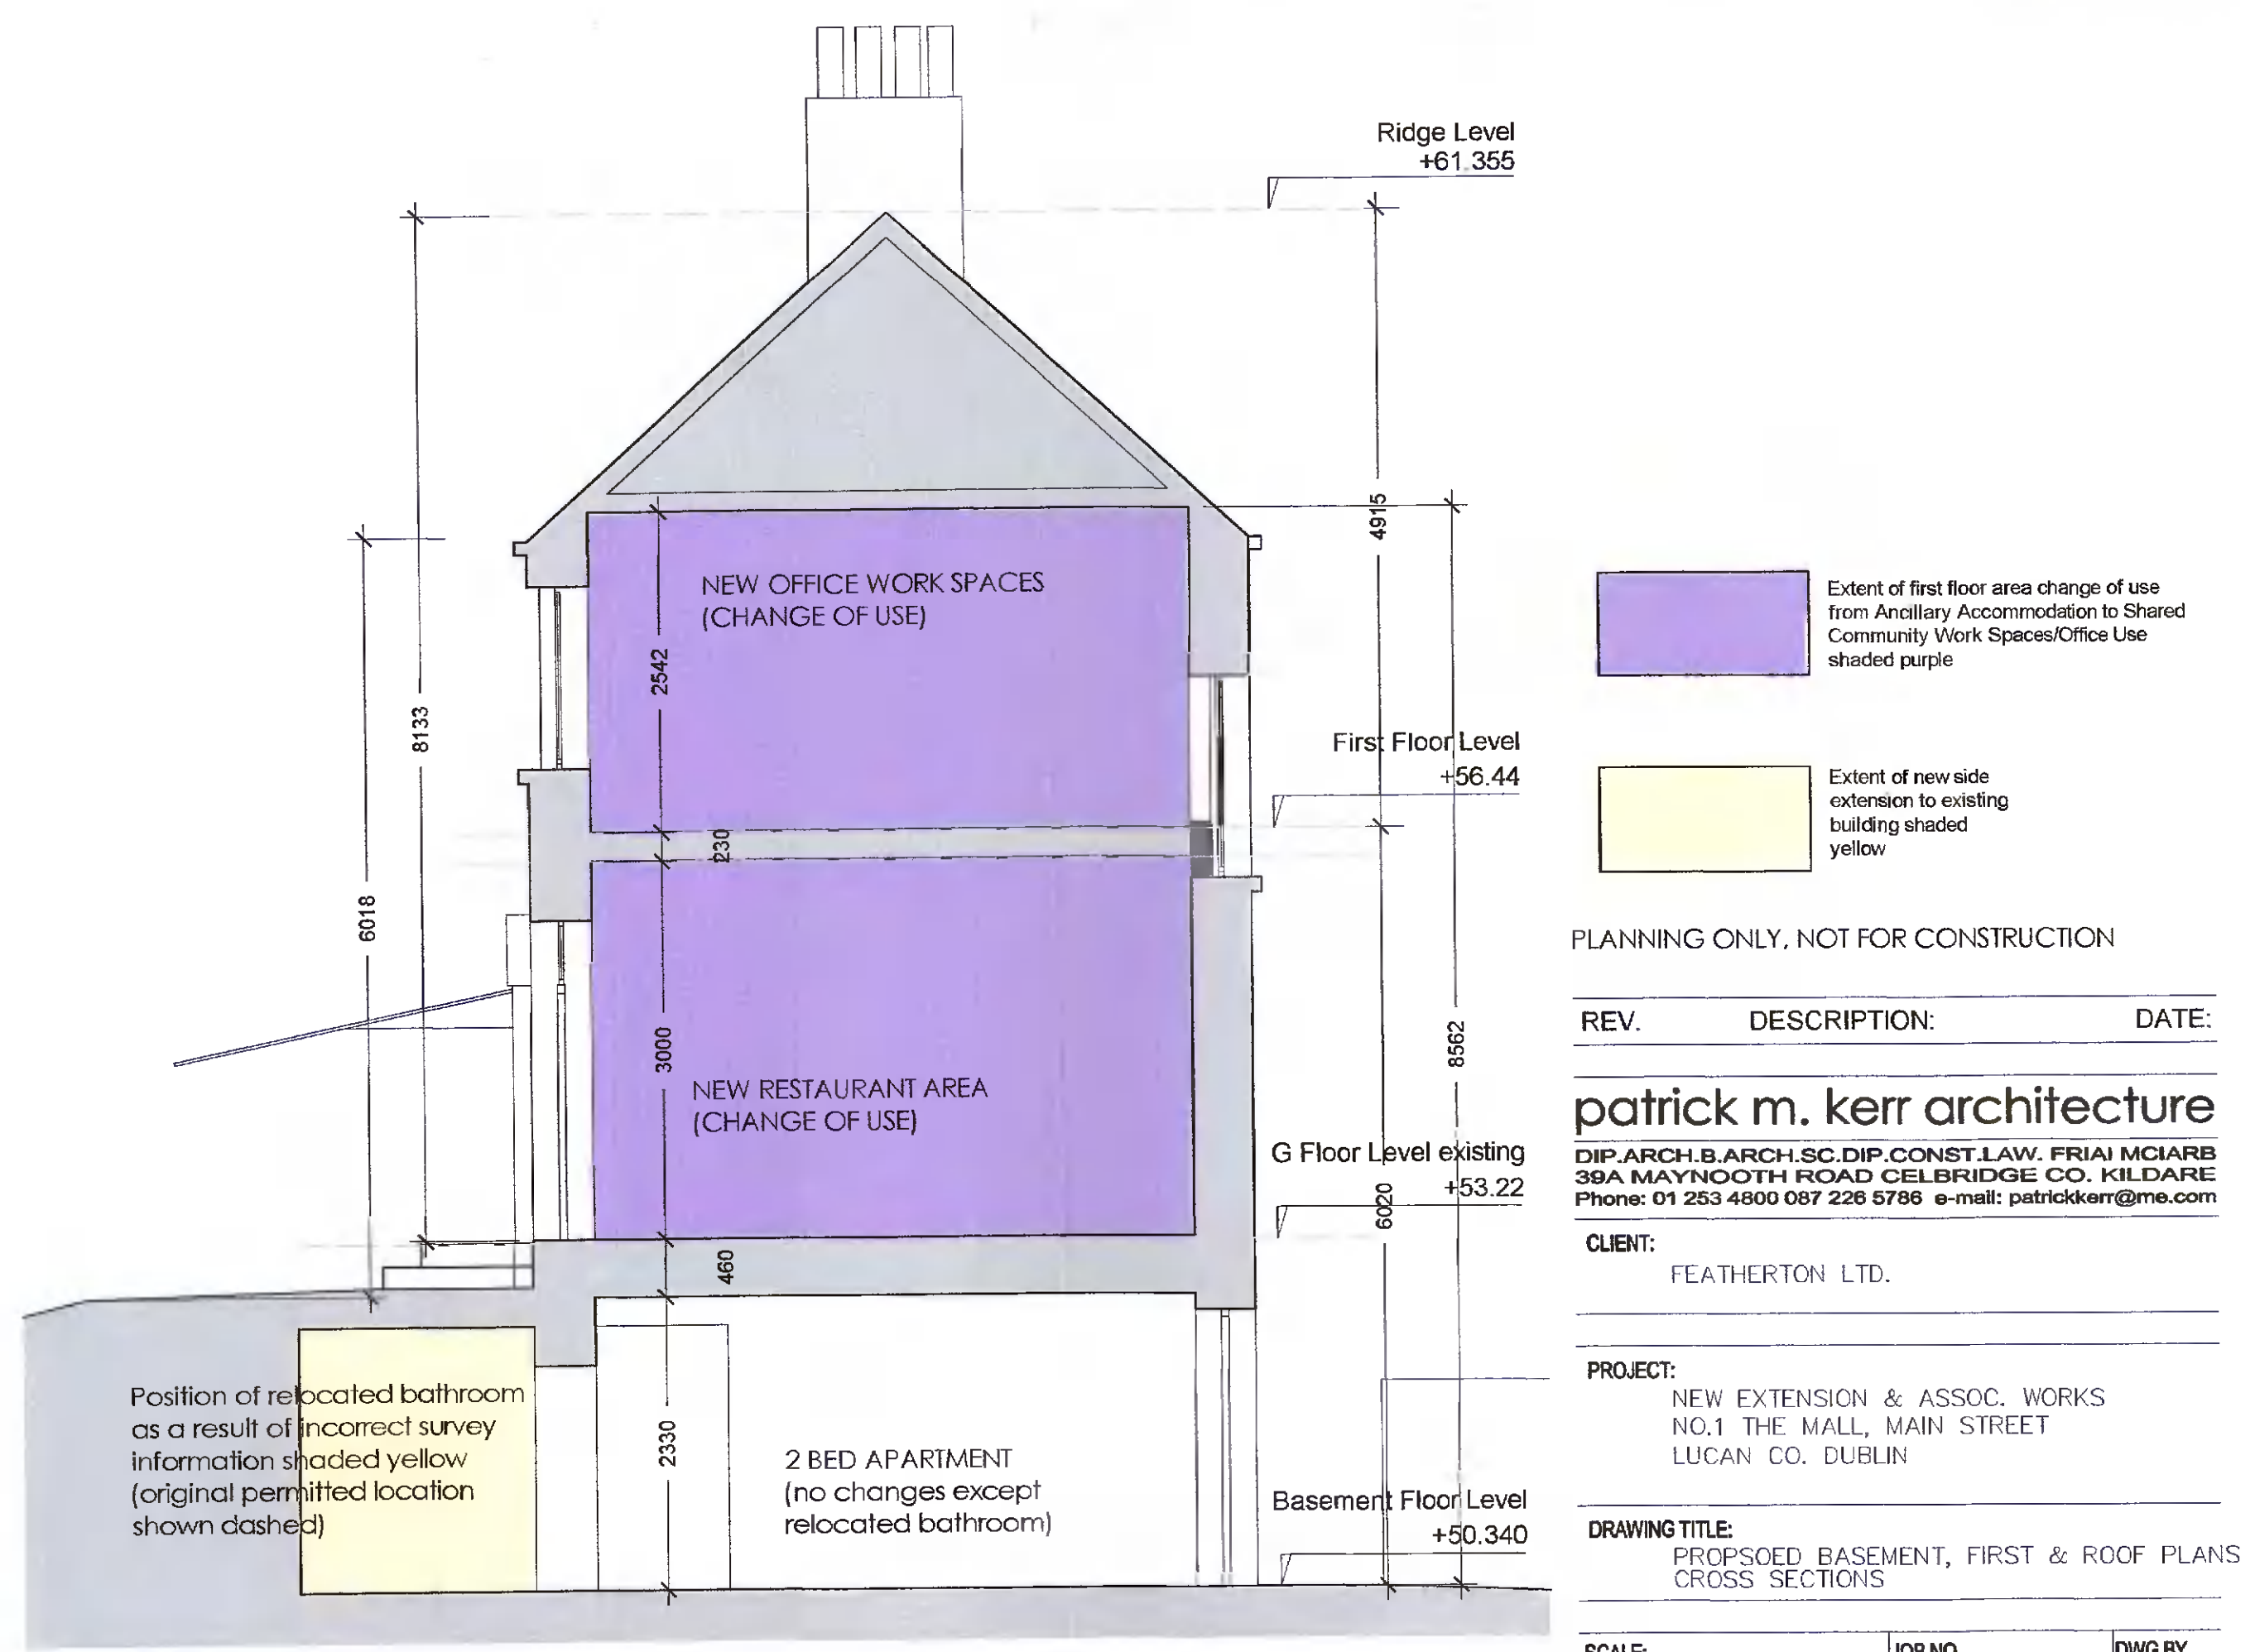 Ridge Level
+61.355
4915
8133
6018
NEW OFFICE WORK SPACES
(CHANGE OF USE)
2542
First Floor Level
+56.44
230
3000
8562
NEW RESTAURANT AREA
(CHANGE OF USE)
G Floor Level existing
+53.22
6020
460
Position of relocated bathroom
as a result of incorrect survey
information shaded yellow
(original permitted location
shown dashed)
2330
2 BED APARTMENT
(no changes except
relocated bathroom)
Basement Floor Level
+50.340
Extent of first floor area change of use
from Ancillary Accommodation to Shared
Community Work Spaces/Office Use
shaded purple
Extent of new side
extension to existing
building shaded
yellow
PLANNING ONLY, NOT FOR CONSTRUCTION
REV. DESCRIPTION: DATE:
patrick m. kerr architecture
DIP.ARCH.B.ARCH.SC.DIP.CONST.LAW. FRIAI MCIARB
39A MAYNOOTH ROAD CELBRIDGE CO. KILDARE
Phone: 01 253 4800 087 226 5786 e-mail: patrickkerr@me.com
CLIENT:
FEATHERTON LTD.
PROJECT:
NEW EXTENSION & ASSOC. WORKS
NO.1 THE MALL, MAIN STREET
LUCAN CO. DUBLIN
DRAWING TITLE:
PROPSOED BASEMENT, FIRST & ROOF PLANS
CROSS SECTIONS
SCALE: JOB NO. DWG BY